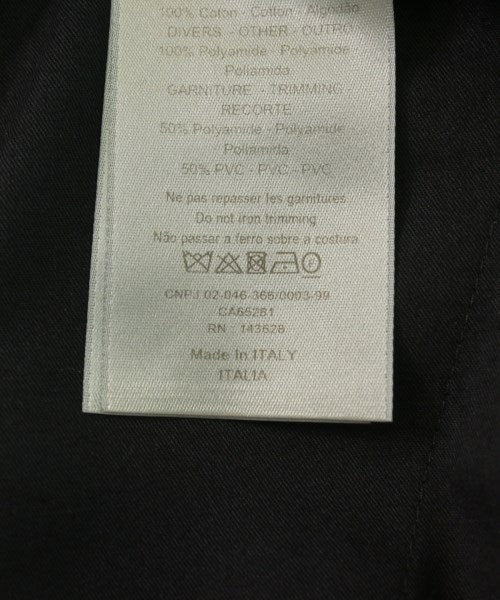 100% Coton - Cotton - Algodão
DIVERS - OTHER - OUTRO
100% Polyamide - Polyamide -
Poliamida
GARNITURE - TRIMMING -
RECORTE
50% Polyamide - Polyamide -
Poliamida
50% PVC - PVC - PVC
Ne pas repasser les garnitures
Do not iron trimming
Não passar a ferro sobre a costura
CNPJ 02-046-366/0003-99
CA65281
RN : 143628
Made In ITALY
ITALIA